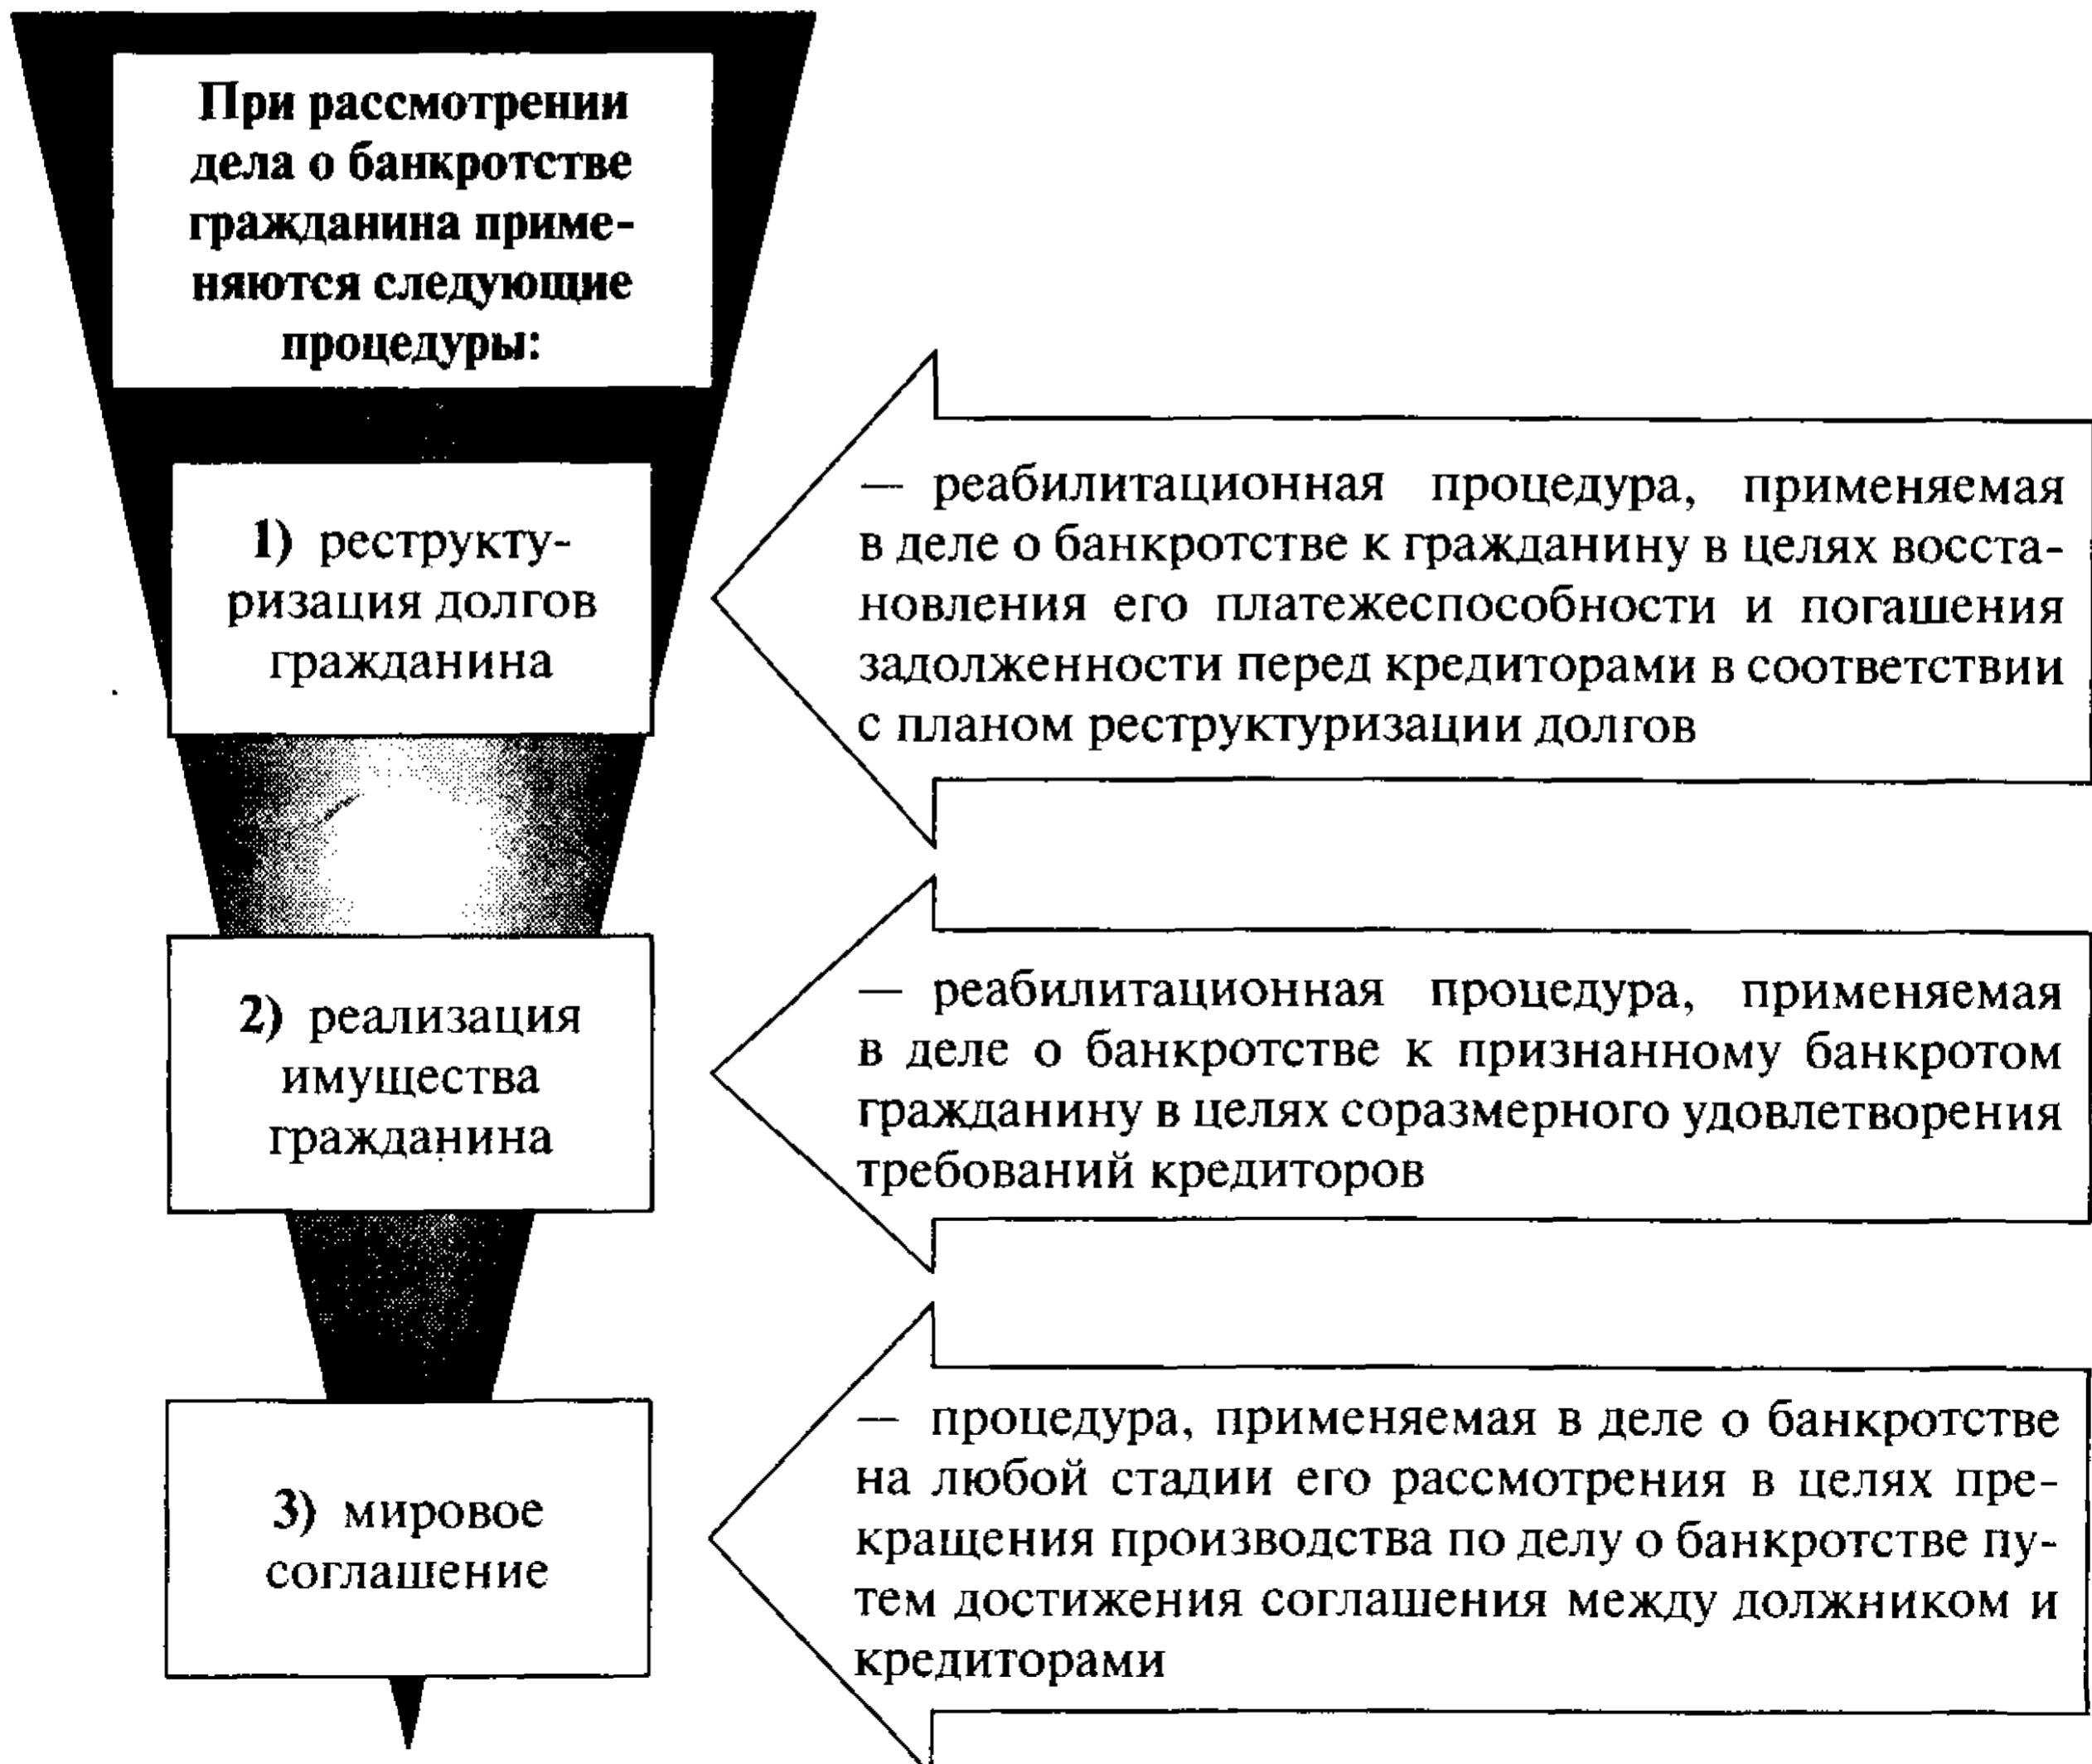 При рассмотрении
дела о банкротстве
гражданина приме-
няются следующие
процедуры:
1) реструкту-
ризация долгов
гражданина
— реабилитационная процедура, применяемая
в деле о банкротстве к гражданину в целях восста-
новления его платежеспособности и погашения
задолженности перед кредиторами в соответствии
с планом реструктуризации долгов
2) реализация
имущества
гражданина
— реабилитационная процедура, применяемая
в деле о банкротстве к признанному банкротом
гражданину в целях соразмерного удовлетворения
требований кредиторов
3) мировое
соглашение
— процедура, применяемая в деле о банкротстве
на любой стадии его рассмотрения в целях пре-
кращения производства по делу о банкротстве пу-
тем достижения соглашения между должником и
кредиторами